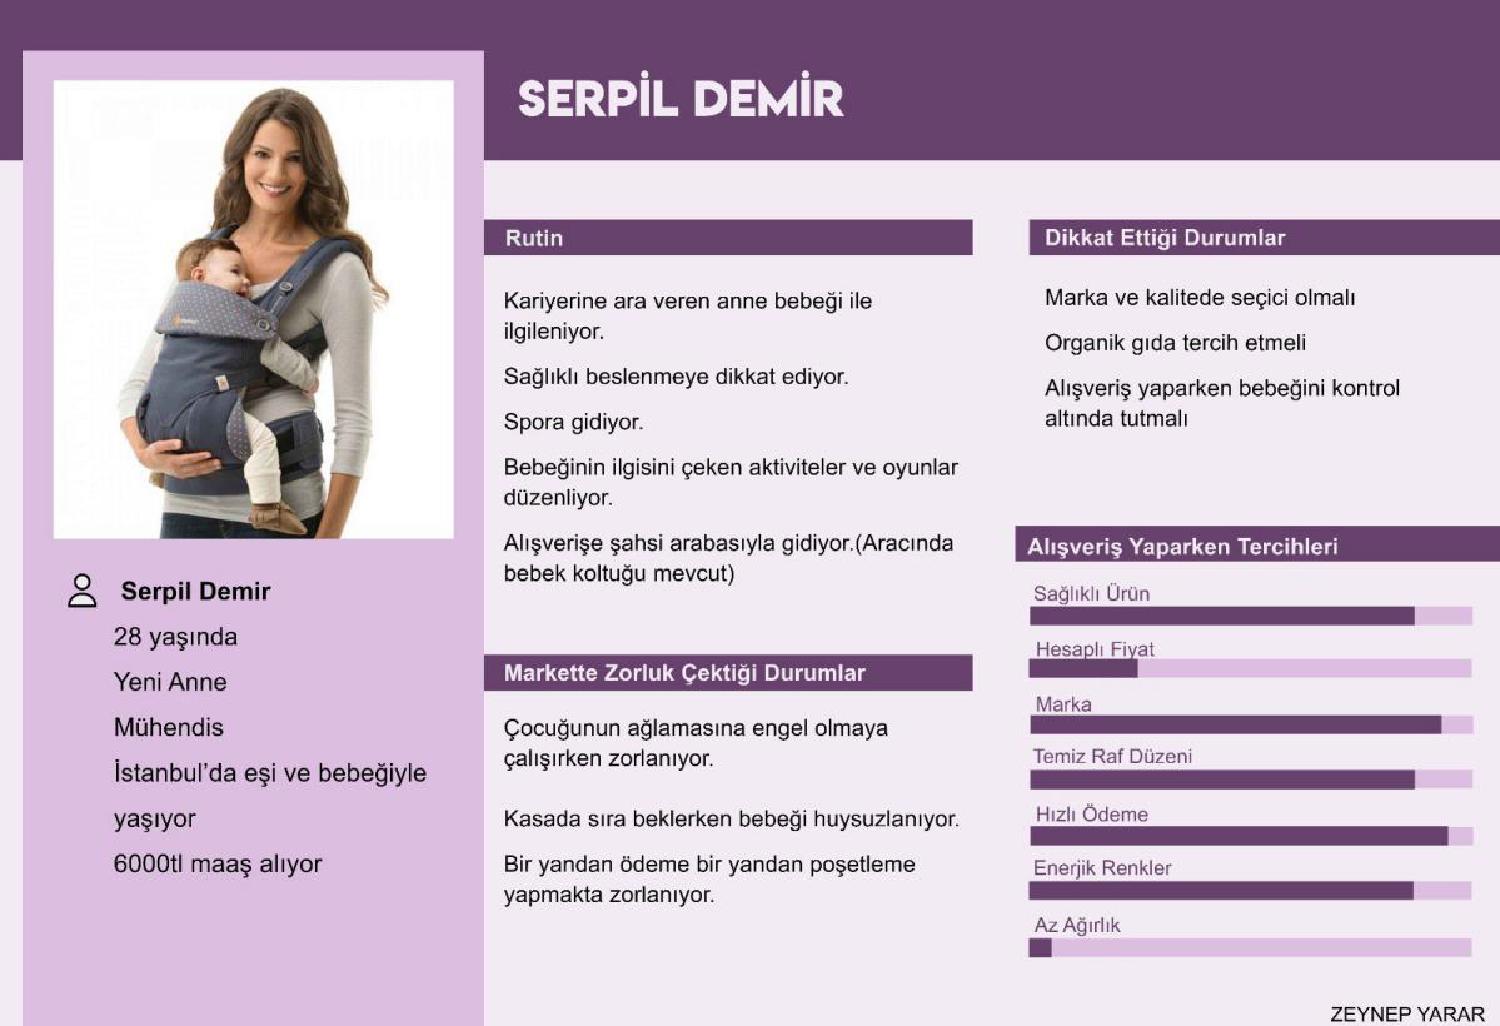 SERPİL DEMİR
Serpil Demir
28 yaşında
Yeni Anne
Mühendis
İstanbul'da eşi ve bebeğiyle
yaşıyor
6000tl maaş alıyor
Rutin
Kariyerine ara veren anne bebeği ile
ilgileniyor.
Sağlıklı beslenmeye dikkat ediyor.
Spora gidiyor.
Bebeğinin ilgisini çeken aktiviteler ve oyunlar
düzenliyor.
Alışverişe şahsi arabasıyla gidiyor.(Aracında
bebek koltuğu mevcut)
Markette Zorluk Çektiği Durumlar
Çocuğunun ağlamasına engel olmaya
çalışırken zorlanıyor.
Kasada sıra beklerken bebeği huysuzlanıyor.
Bir yandan ödeme bir yandan poşetleme
yapmakta zorlanıyor.
Dikkat Ettiği Durumlar
Marka ve kalitede seçici olmalı
Organik gıda tercih etmeli
Alışveriş yaparken bebeğini kontrol
altında tutmalı
Alışveriş Yaparken Tercihleri
Sağlıklı Ürün
Hesaplı Fiyat
Marka
Temiz Raf Düzeni
Hızlı Ödeme
Enerjik Renkler
Az Ağırlık
ZEYNEP YARAR